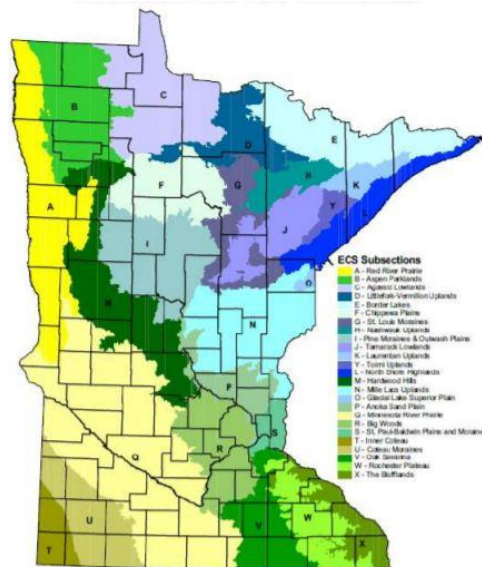 C
B
D
E
H
K
F
G
A
Y
L
I
J
ECS Subsections
A - Red River Prairie
B - Aspen Parklands
C - Agassiz Lowlands
D - Littlefork-Vermilion Uplands
E - Border Lakes
F - Chippewa Plains
G - St. Louis Moraines
H - Nashwauk Uplands
I - Pine Moraines & Outwash Plains
J - Tamarack Lowlands
K - Laurentian Uplands
Y - Toimi Uplands
L - North Shore Highlands
M - Hardwood Hills
N - Mille Lacs Uplands
O - Glacial Lake Superior Plain
P - Anoka Sand Plain
Q - Minnesota River Prairie
R - Big Woods
S - St. Paul-Baldwin Plains and Moraine
T - Inner Coteau
U - Coteau Moraines
V - Oak Savanna
W - Rochester Plateau
X - The Blufflands
O
M
N
P
S
R
Q
U
V
W
T
X